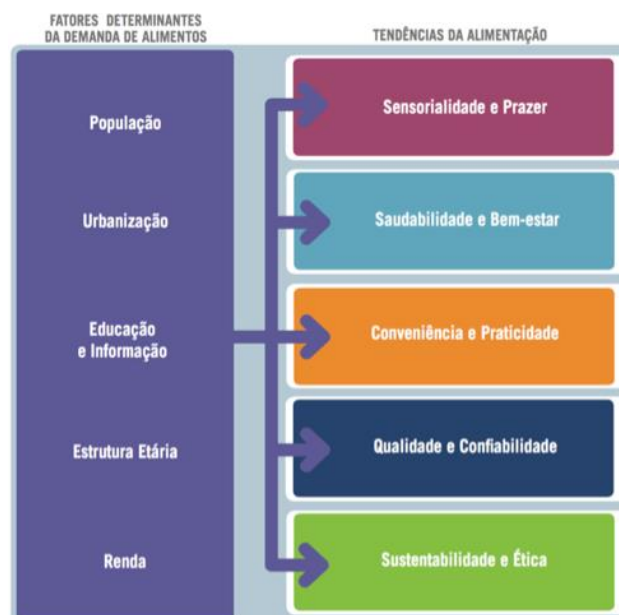 FATORES DETERMINANTES
DA DEMANDA DE ALIMENTOS
TENDÊNCIAS DA ALIMENTAÇÃO
População
Urbanização
Educação
e Informação
Estrutura Etária
Renda
Sensorialidade e Prazer
Saudabilidade e Bem-estar
Conveniência e Praticidade
Qualidade e Confiabilidade
Sustentabilidade e Ética